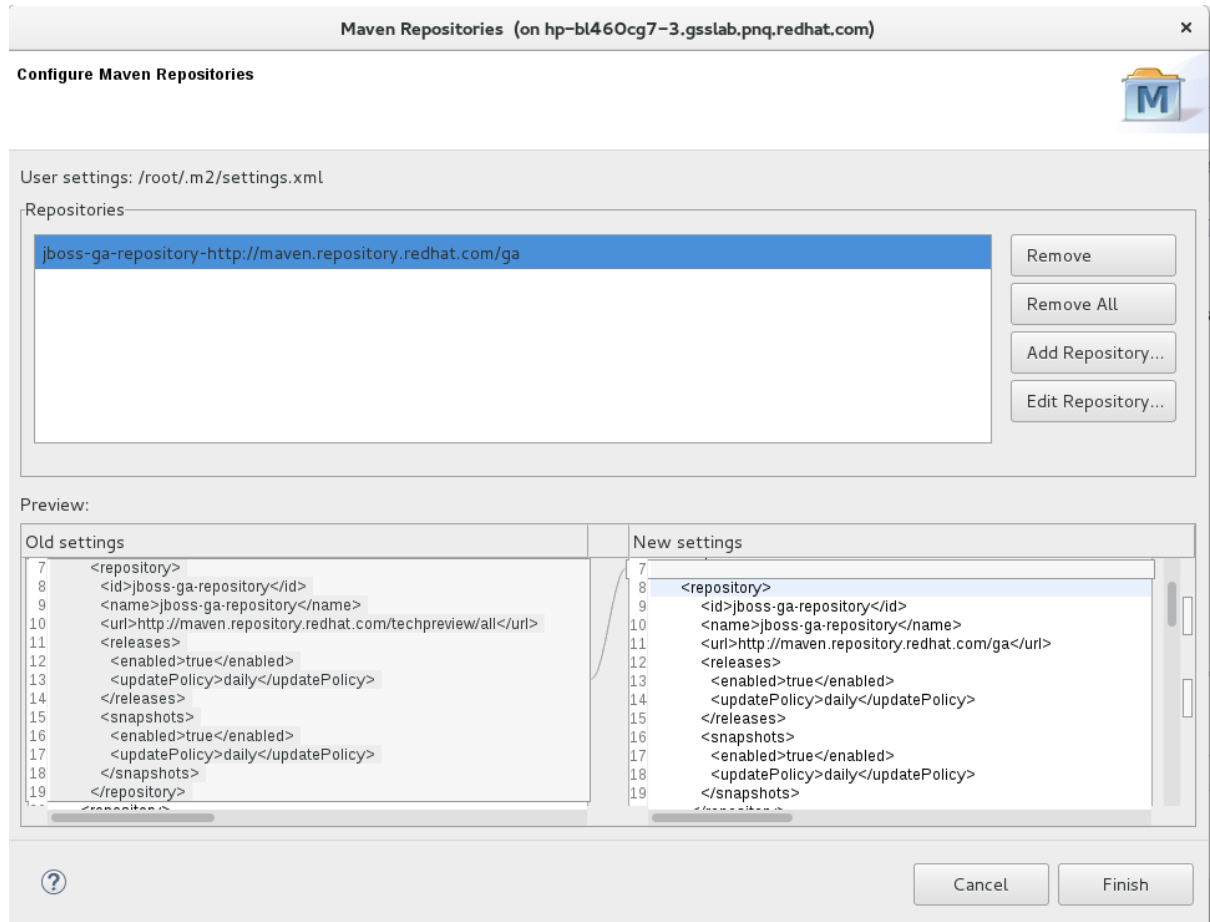 Maven Repositories (on hp-bl460cg7-3.gsslab.pnq.redhat.com)
×
Configure Maven Repositories
M
User settings: /root/.m2/settings.xml
Repositories
jboss-ga-repository-http://maven.repository.redhat.com/ga
Remove
Remove All
Add Repository...
Edit Repository...
Preview:
Old settings
7 <repository>
8 <id>jboss-ga-repository</id>
9 <name>jboss-ga-repository</name>
10 <url>http://maven.repository.redhat.com/techpreview/all</url>
11 <releases>
12 <enabled>true</enabled>
13 <updatePolicy>daily</updatePolicy>
14 </releases>
15 <snapshots>
16 <enabled>true</enabled>
17 <updatePolicy>daily</updatePolicy>
18 </snapshots>
19 </repository>
<repository>
New settings
7
8 <repository>
9 <id>jboss-ga-repository</id>
10 <name>jboss-ga-repository</name>
11 <url>http://maven.repository.redhat.com/ga</url>
12 <releases>
13 <enabled>true</enabled>
14 <updatePolicy>daily</updatePolicy>
15 </releases>
16 <snapshots>
17 <enabled>true</enabled>
18 <updatePolicy>daily</updatePolicy>
19 </snapshots>
</repository>
?
Cancel
Finish